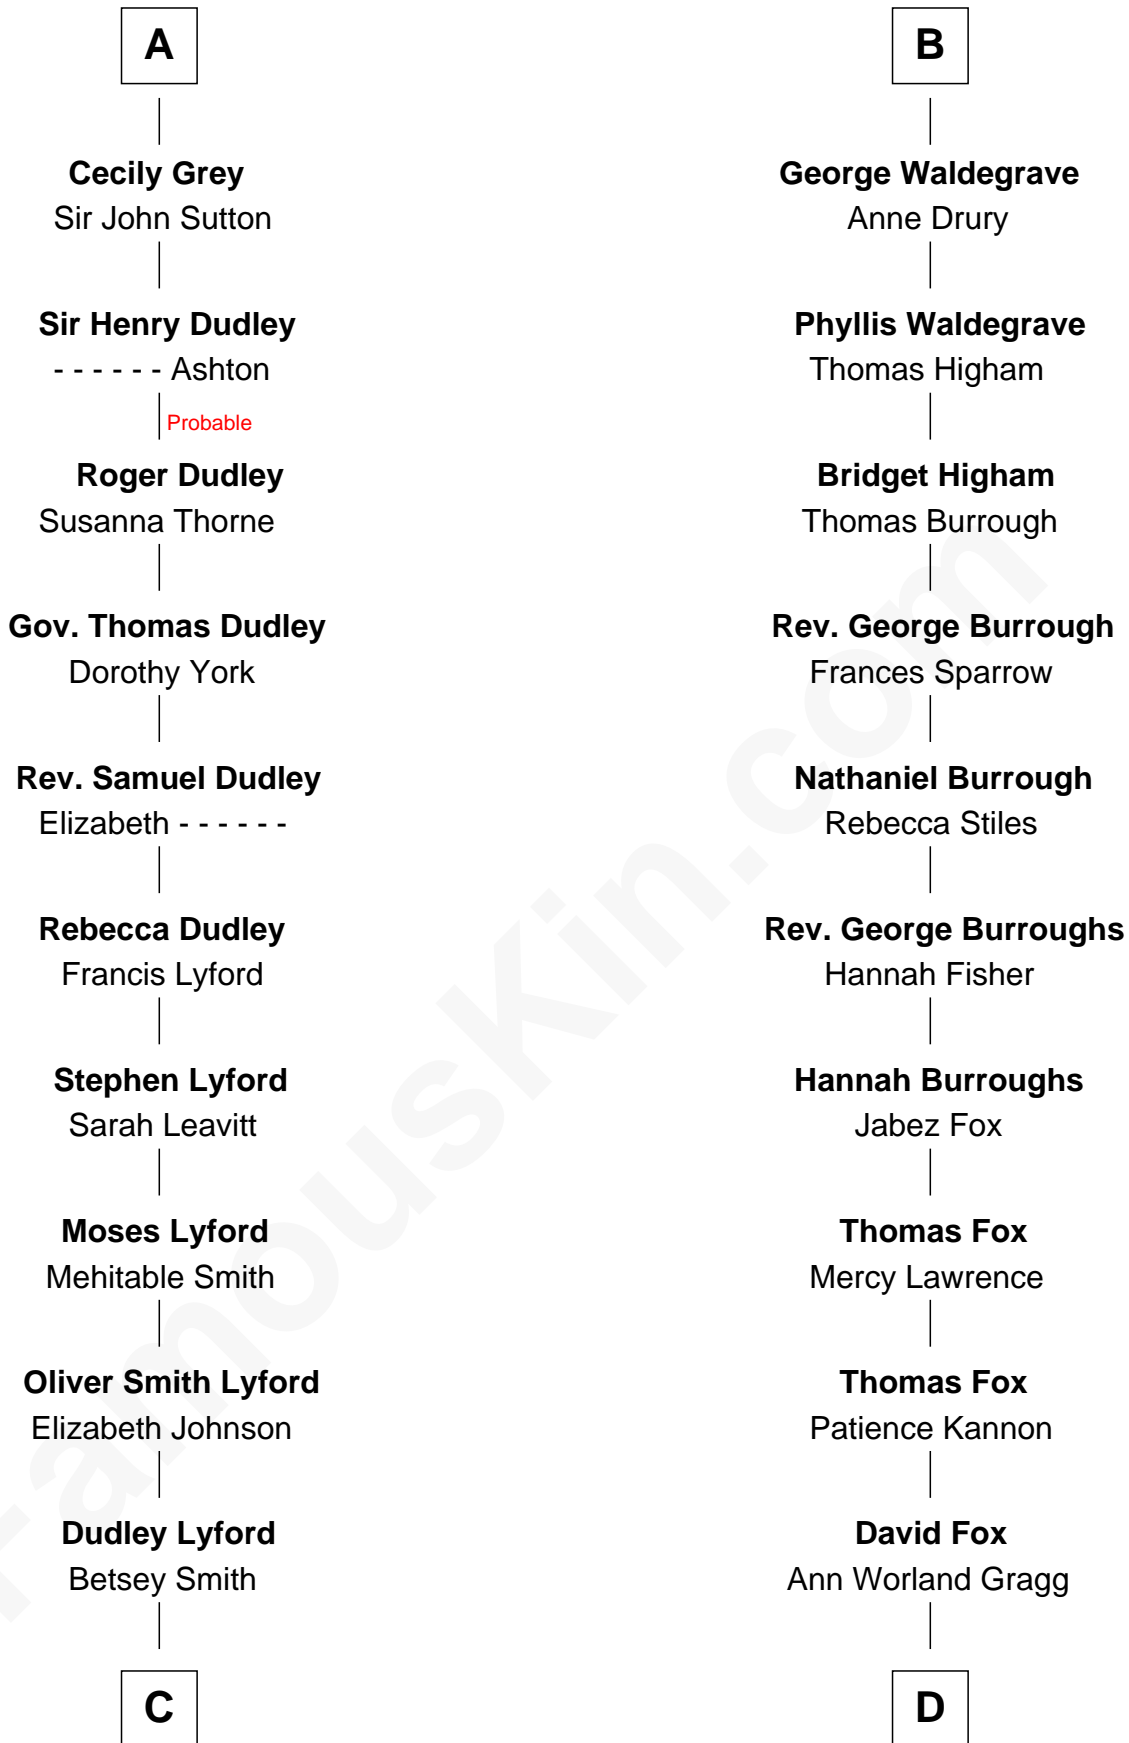 A
Cecily Grey
Sir John Sutton
Sir Henry Dudley
- - - - - - Ashton
Probable
Roger Dudley
Susanna Thorne
Gov. Thomas Dudley
Dorothy York
Rev. Samuel Dudley
Elizabeth - - - - - -
Rebecca Dudley
Francis Lyford
Stephen Lyford
Sarah Leavitt
Moses Lyford
Mehitable Smith
Oliver Smith Lyford
Elizabeth Johnson
Dudley Lyford
Betsey Smith
C
B
George Waldegrave
Anne Drury
Phyllis Waldegrave
Thomas Higham
Bridget Higham
Thomas Burrough
Rev. George Burrough
Frances Sparrow
Nathaniel Burrough
Rebecca Stiles
Rev. George Burroughs
Hannah Fisher
Hannah Burroughs
Jabez Fox
Thomas Fox
Mercy Lawrence
Thomas Fox
Patience Kannon
David Fox
Ann Worland Gragg
D
FamousKin.com